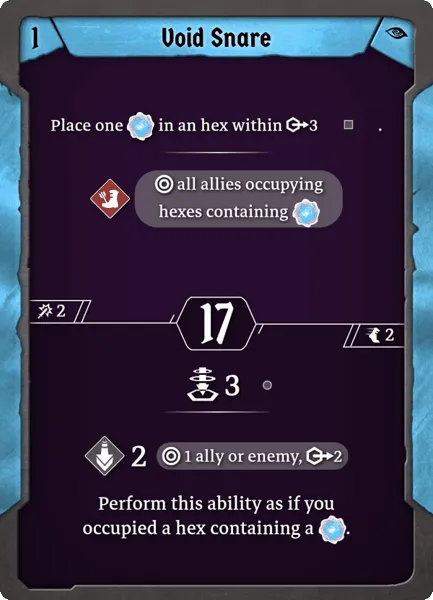 1
Void Snare
Place one in an hex within 3 .
all allies occupying
hexes containing
2
17
2
3
2 1 ally or enemy, 2
Perform this ability as if you
occupied a hex containing a .